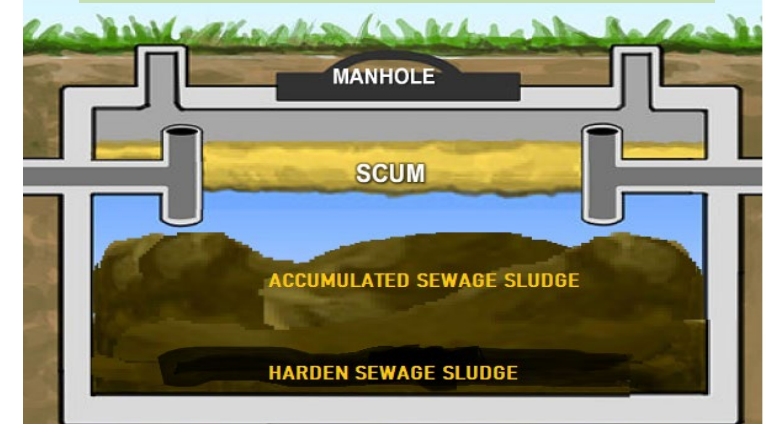 MANHOLE
SCUM
ACCUMULATED SEWAGE SLUDGE
HARDEN SEWAGE SLUDGE